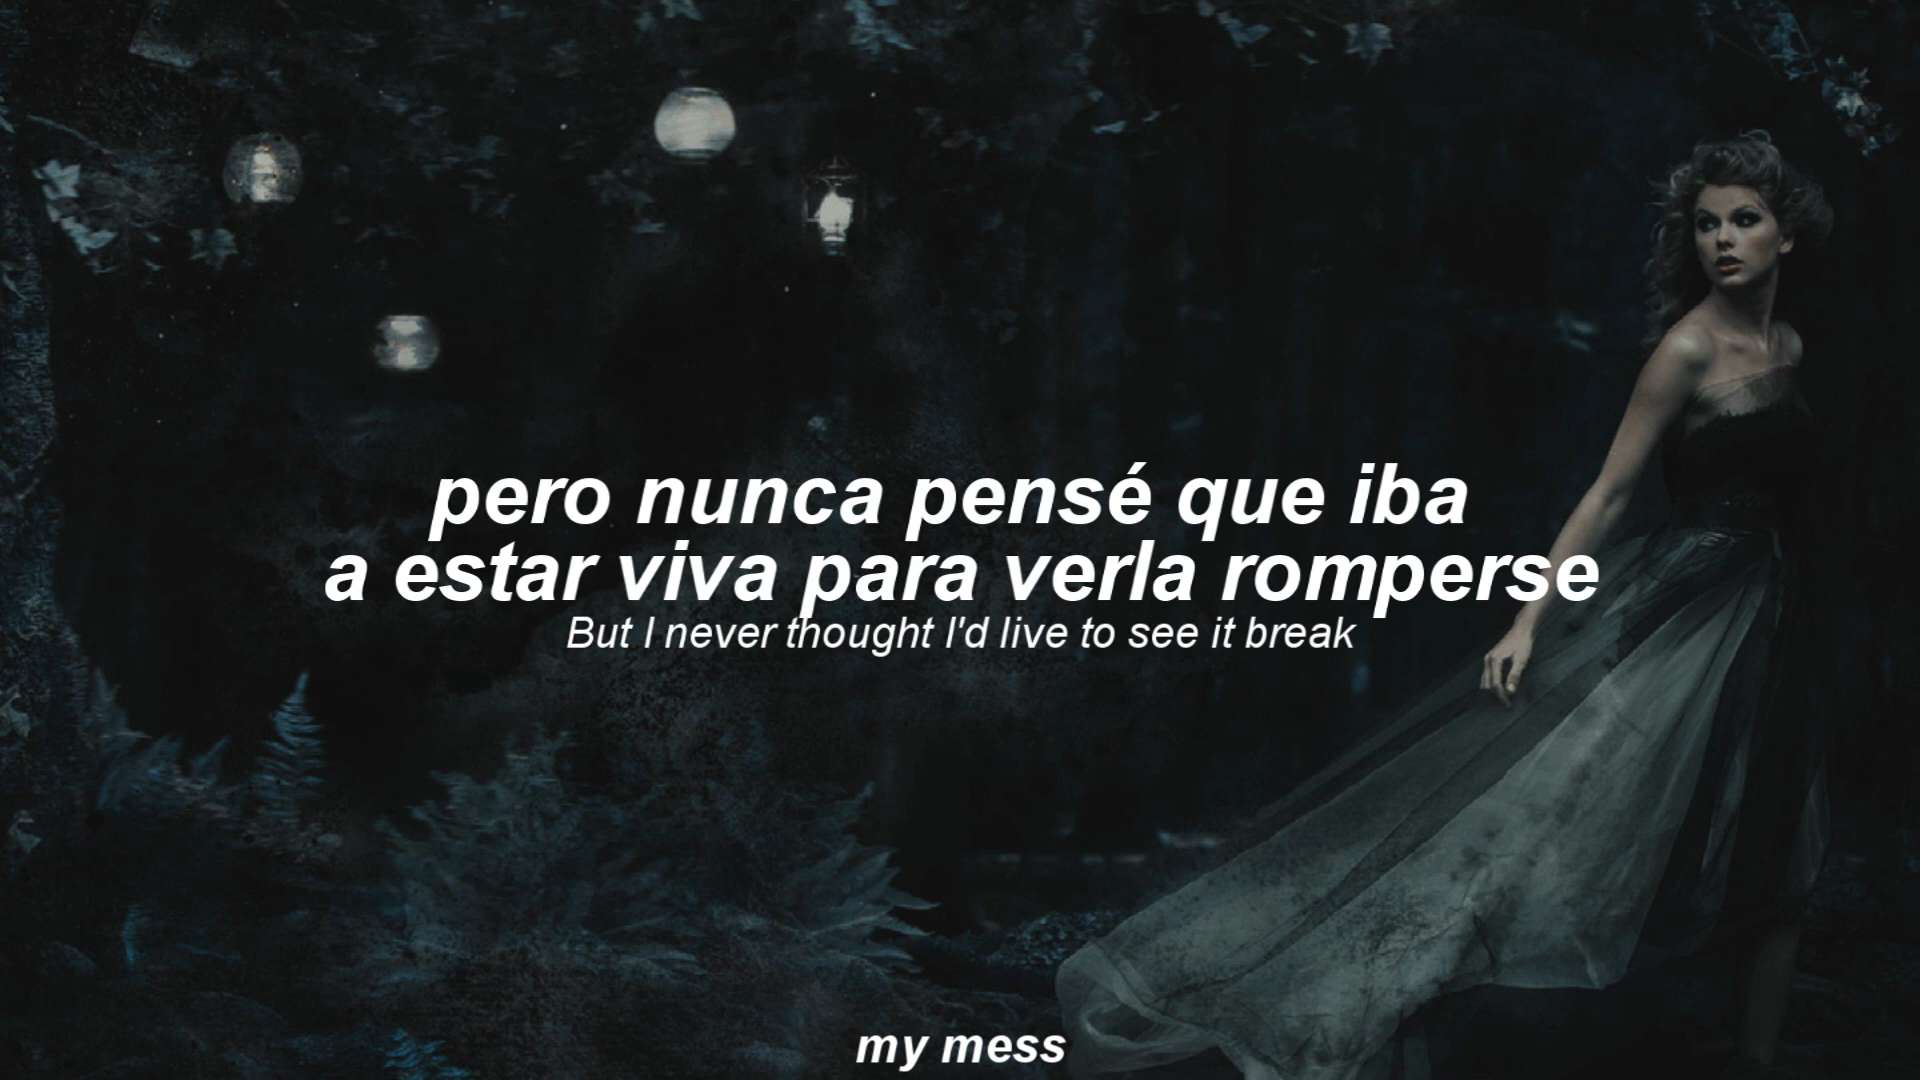 pero nunca pensé que iba
a estar viva para verla romperse
But I never thought I'd live to see it break
my mess